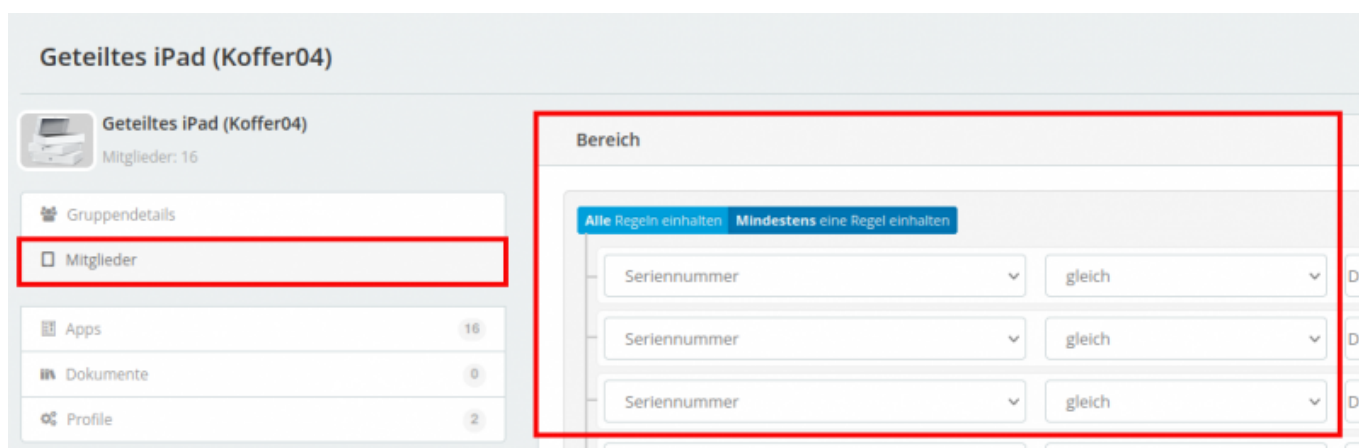 Geteiltes iPad (Koffer04)
Geteiltes iPad (Koffer04)
Mitglieder: 16
Gruppendetails
Mitglieder
Apps 16
Dokumente 0
Profile 2
Bereich
Alle Regeln einhalten Mindestens eine Regel einhalten
Seriennummer gleich D
Seriennummer gleich D
Seriennummer gleich D